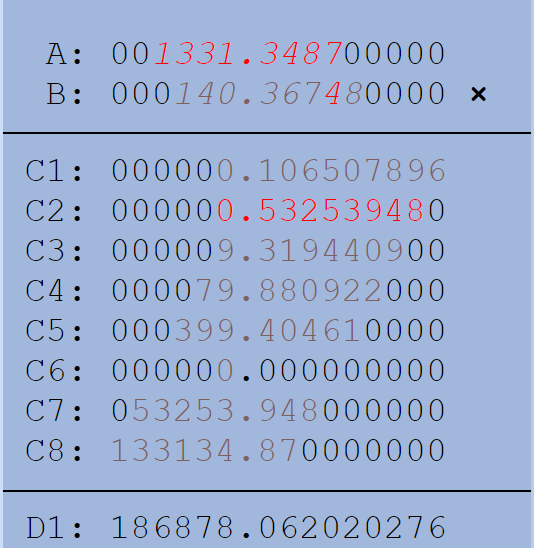 A: 001331.348700000
B: 000140.367480000 ×
C1: 000000.106507896
C2: 000000.532539480
C3: 000009.319440900
C4: 000079.880922000
C5: 000399.404610000
C6: 000000.000000000
C7: 053253.948000000
C8: 133134.870000000
D1: 186878.062020276